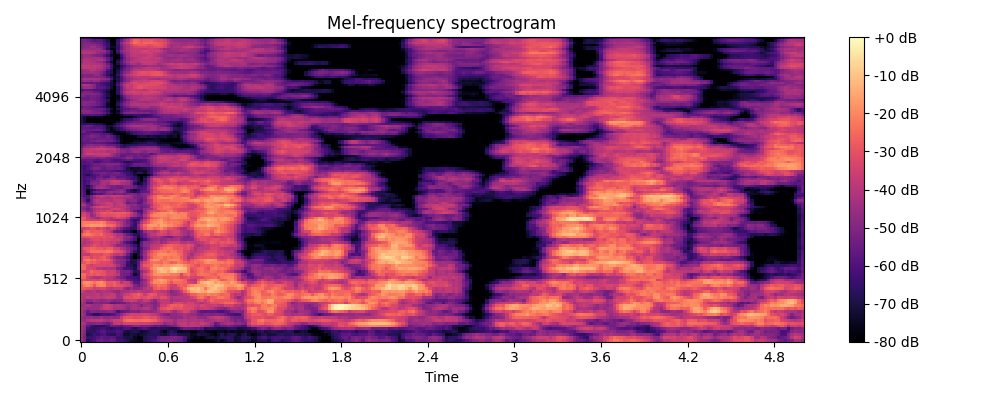 Mel-frequency spectrogram
+0 dB
-10 dB
-20 dB
-30 dB
-40 dB
-50 dB
-60 dB
-70 dB
-80 dB
4096
2048
1024
512
0
Hz
0 0.6 1.2 1.8 2.4 3 3.6 4.2 4.8
Time